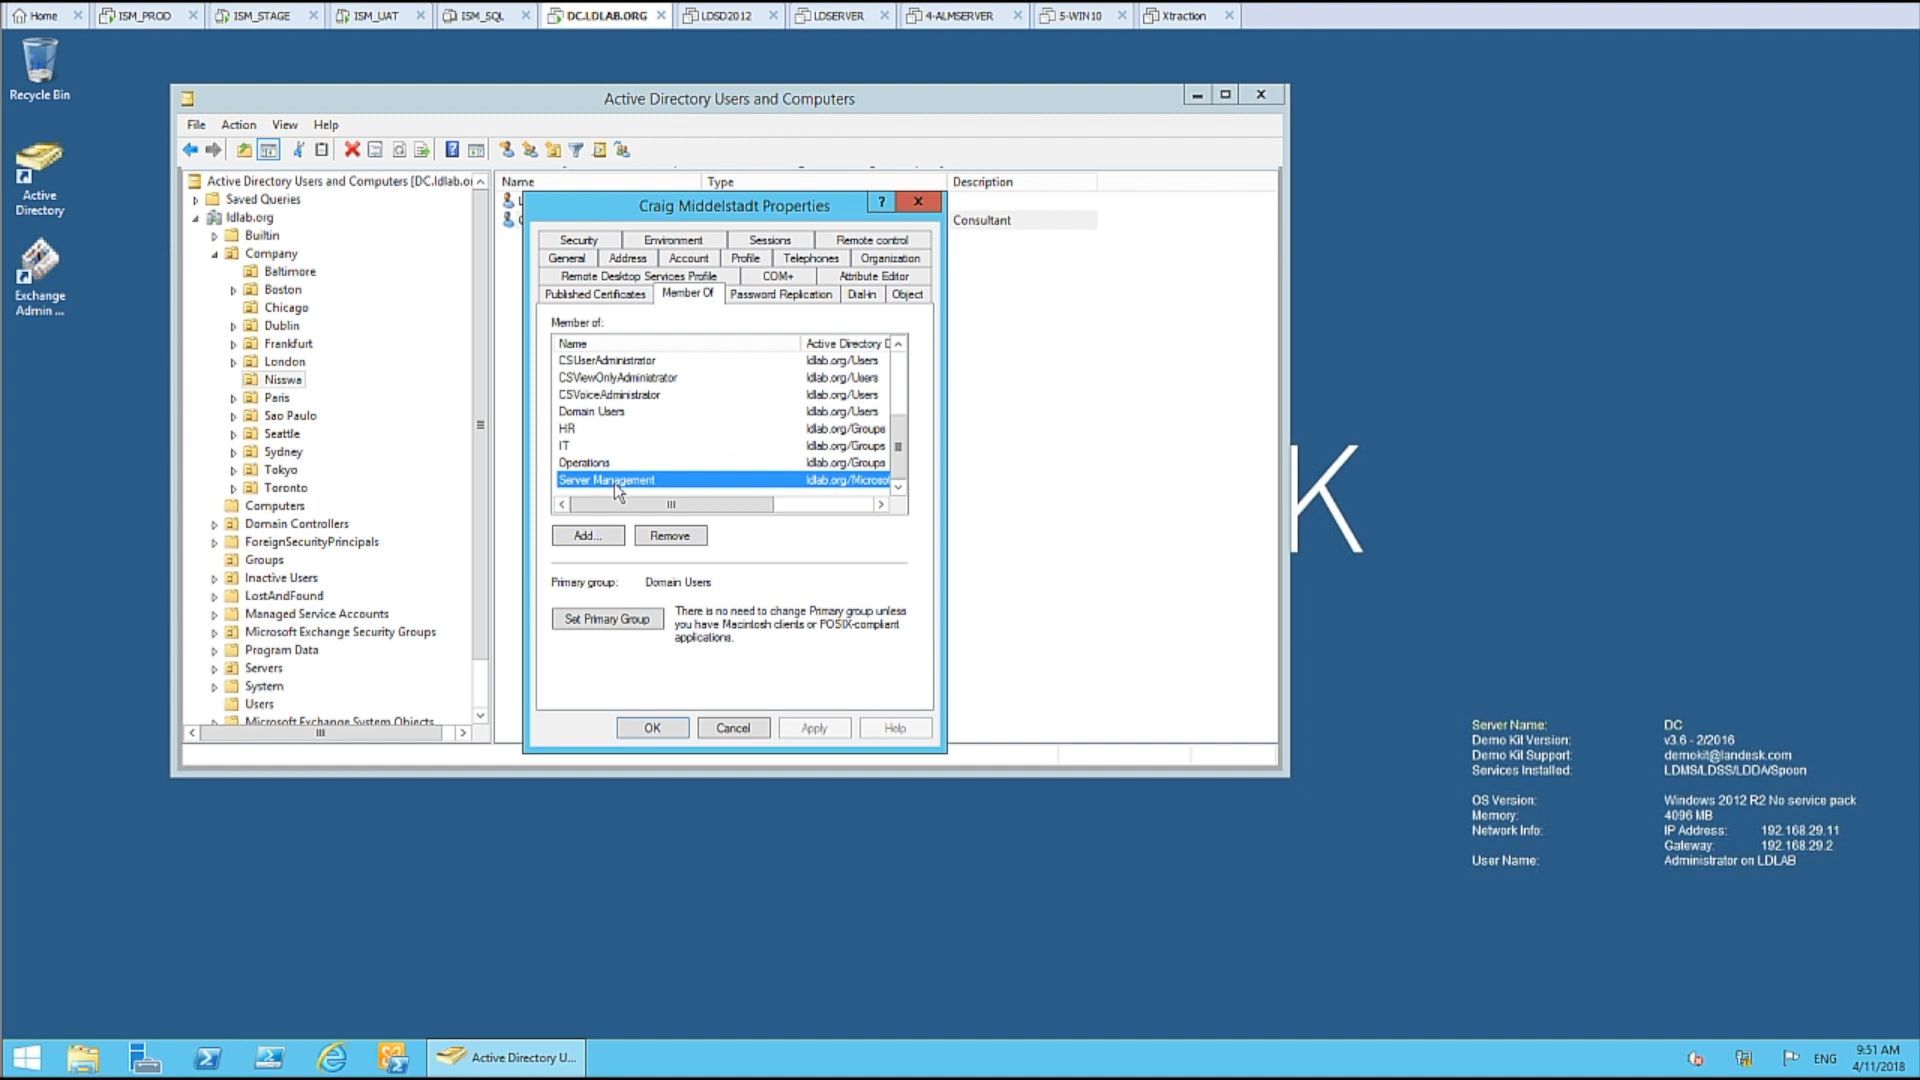 Home ISM_PROD ISM_STAGE ISM_UAT ISM_SQL DC.LDLAB.ORG LDSD2012 LDSERVER 4-ALMSERVER 5-WIN10 Xtraction
Recycle Bin
Active
Directory
Exchange
Admin ...
Active Directory Users and Computers
File Action View Help
Active Directory Users and Computers [DC.ldlab.or
Saved Queries
ldlab.org
Builtin
Company
Baltimore
Boston
Chicago
Dublin
Frankfurt
London
Nisswa
Paris
Sao Paulo
Seattle
Sydney
Tokyo
Toronto
Computers
Domain Controllers
ForeignSecurityPrincipals
Groups
Inactive Users
LostAndFound
Managed Service Accounts
Microsoft Exchange Security Groups
Program Data
Servers
System
Users
Microsoft Exchange System Objects
Name Type Description
Consultant
Craig Middelstadt Properties
?
Security Environment Sessions Remote control
General Address Account Profile Telephones Organization
Remote Desktop Services Profile COM+ Attribute Editor
Published Certificates Member Of Password Replication Dial-in Object
Member of:
Name Active Directory D
CSUserAdministrator ldlab.org/Users
CSViewOnlyAdministrator ldlab.org/Users
CSVoiceAdministrator ldlab.org/Users
Domain Users ldlab.org/Users
HR ldlab.org/Groups
IT ldlab.org/Groups
Operations ldlab.org/Groups
Server Management ldlab.org/Microsof
Add... Remove
Primary group: Domain Users
Set Primary Group
There is no need to change Primary group unless
you have Macintosh clients or POSIX-compliant
applications.
OK Cancel Apply Help
K
Server Name: DC
Demo Kit Version: v3.6 - 2/2016
Demo Kit Support: demokit@landesk.com
Services Installed: LDMS/LDSS/LDDA/Spoon
OS Version: Windows 2012 R2 No service pack
Memory: 4096 MB
Network Info: IP Address: 192.168.29.11
Gateway: 192.168.29.2
User Name: Administrator on LDLAB
Active Directory U...
ENG
9:51 AM
4/11/2018